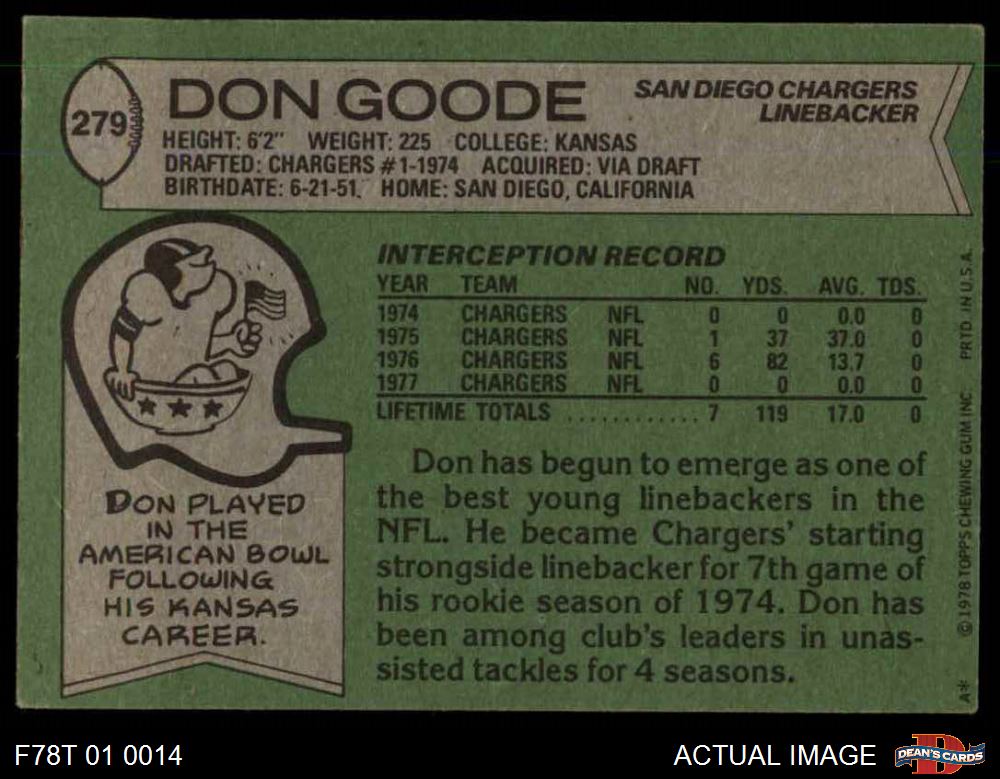 279
DON GOODE
SAN DIEGO CHARGERS
LINEBACKER
HEIGHT: 6'2" WEIGHT: 225 COLLEGE: KANSAS
DRAFTED: CHARGERS #1-1974 ACQUIRED: VIA DRAFT
BIRTHDATE: 6-21-51. HOME: SAN DIEGO, CALIFORNIA
INTERCEPTION RECORD
YEAR TEAM NO. YDS. AVG. TDS.
1974 CHARGERS NFL 0 0 0.0 0
1975 CHARGERS NFL 1 37 37.0 0
1976 CHARGERS NFL 6 82 13.7 0
1977 CHARGERS NFL 0 0 0.0 0
LIFETIME TOTALS ............ 7 119 17.0 0
Don has begun to emerge as one of
the best young linebackers in the
NFL. He became Chargers' starting
strongside linebacker for 7th game of
his rookie season of 1974. Don has
been among club's leaders in unas-
sisted tackles for 4 seasons.
DON PLAYED
IN THE
AMERICAN BOWL
FOLLOWING
HIS KANSAS
CAREER.
A* © 1978 TOPPS CHEWING GUM INC. PRTD. IN U.S.A.
F78T 01 0014
ACTUAL IMAGE
DEAN'S CARDS